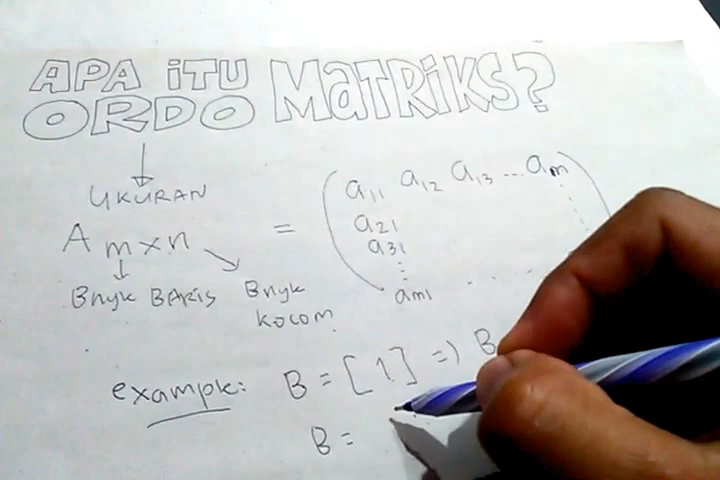 APA ITU
ORDO MATRIKS?
UKURAN
A m x n = ( a11 a12 a13 ... am
a21
a31
am1
Bnyk BARIS
Bnyk
KOLOM
example: B = [1] => B
B =